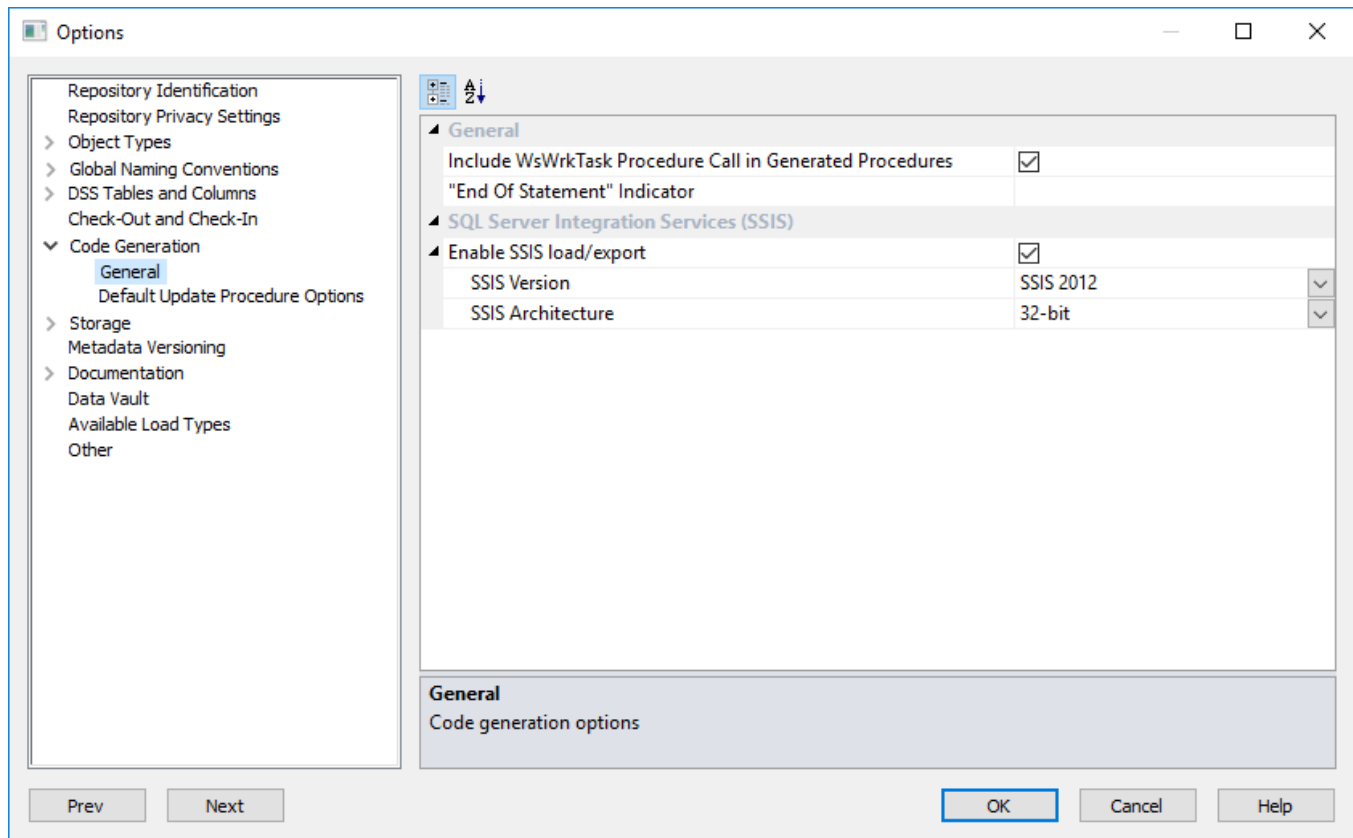 Options
Repository Identification
Repository Privacy Settings
Object Types
Global Naming Conventions
DSS Tables and Columns
Check-Out and Check-In
Code Generation
General
Default Update Procedure Options
Storage
Metadata Versioning
Documentation
Data Vault
Available Load Types
Other
A
Z
General
Include WsWrkTask Procedure Call in Generated Procedures
"End Of Statement" Indicator
SQL Server Integration Services (SSIS)
Enable SSIS load/export
SSIS Version SSIS 2012
SSIS Architecture 32-bit
General
Code generation options
Prev Next OK Cancel Help